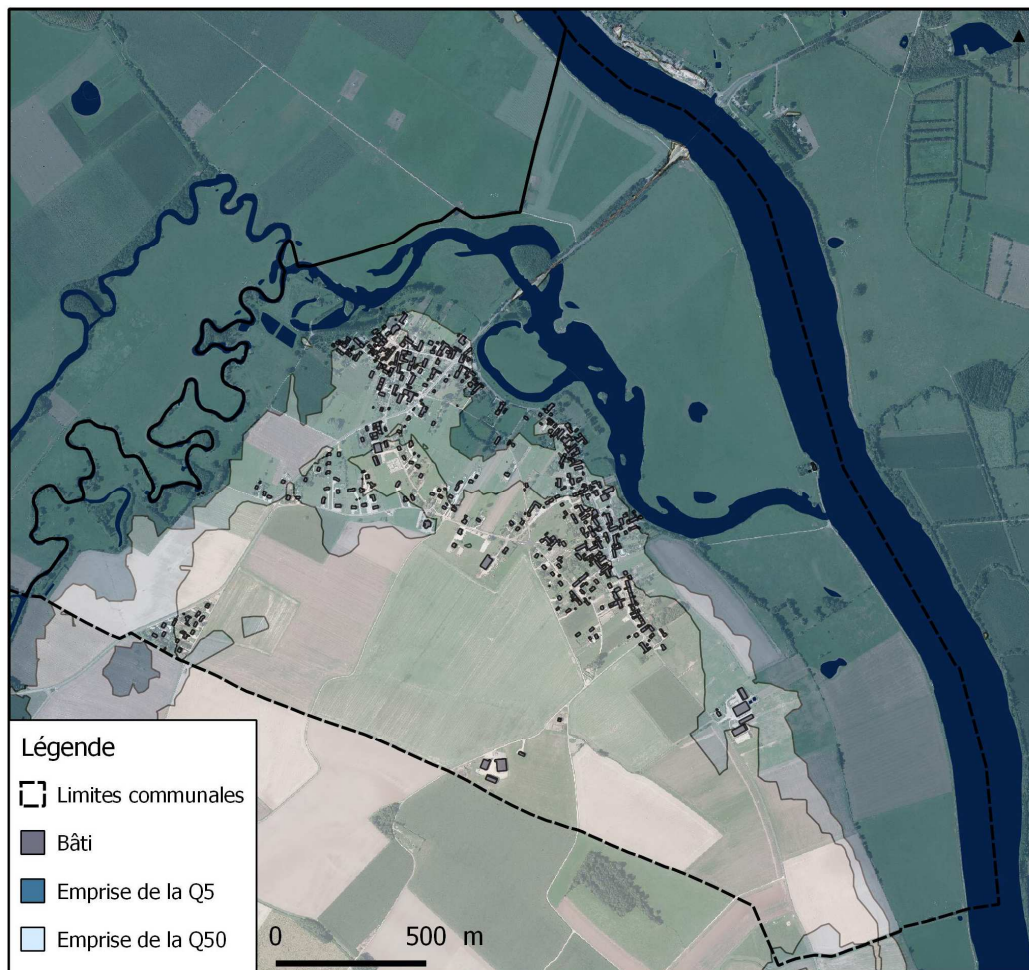 Légende
Limites communales
Bâti
Emprise de la Q5
Emprise de la Q50
0 500 m